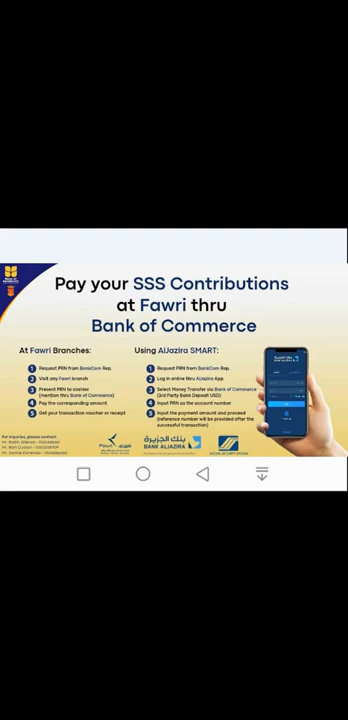 Pay your SSS Contributions
at Fawri thru
Bank of Commerce
At Fawri Branches:
1 Request PRN from BankCom Rep.
2 Visit any Fawri branch
3 Present PRN to cashier
(mention thru Bank of Commerce)
4 Pay the corresponding amount
5 Get your transaction voucher or receipt
Using AlJazira SMART:
1 Request PRN from BankCom Rep.
2 Log in online thru AlJazira App
3 Select Money Transfer via Bank of Commerce
(3rd Party Bank Deposit USD)
4 Input PRN as the account number
5 Input the payment amount and proceed
(reference number will be provided after the
successful transaction)
For inquiries, please contact:
بنك الجزيرة
BANK ALJAZIRA